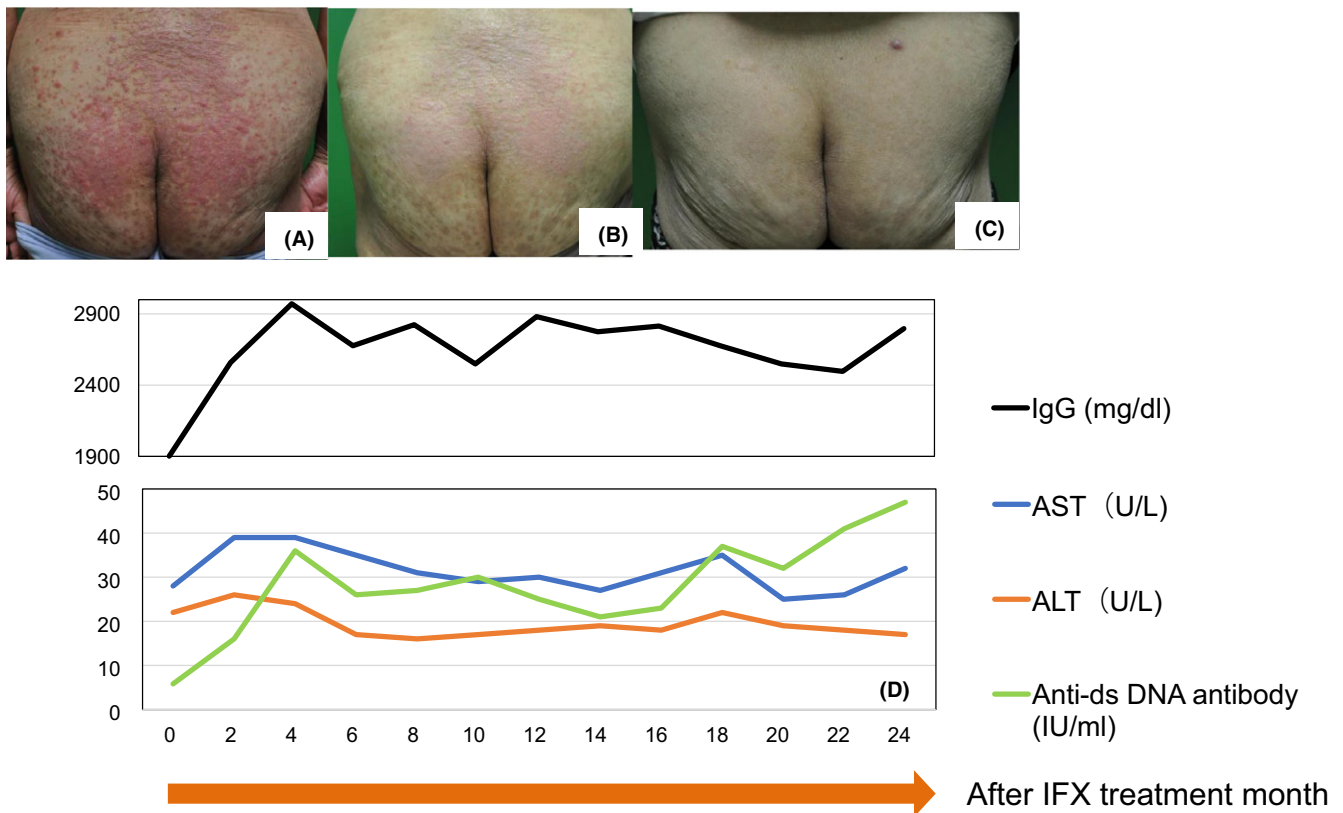 (A)
(B)
(C)
2900
2400
1900
IgG (mg/dl)
50
40
30
20
10
0
AST （U/L)
ALT （U/L)
Anti-ds DNA antibody
(IU/ml)
(D)
0 2 4 6 8 10 12 14 16 18 20 22 24
After IFX treatment month